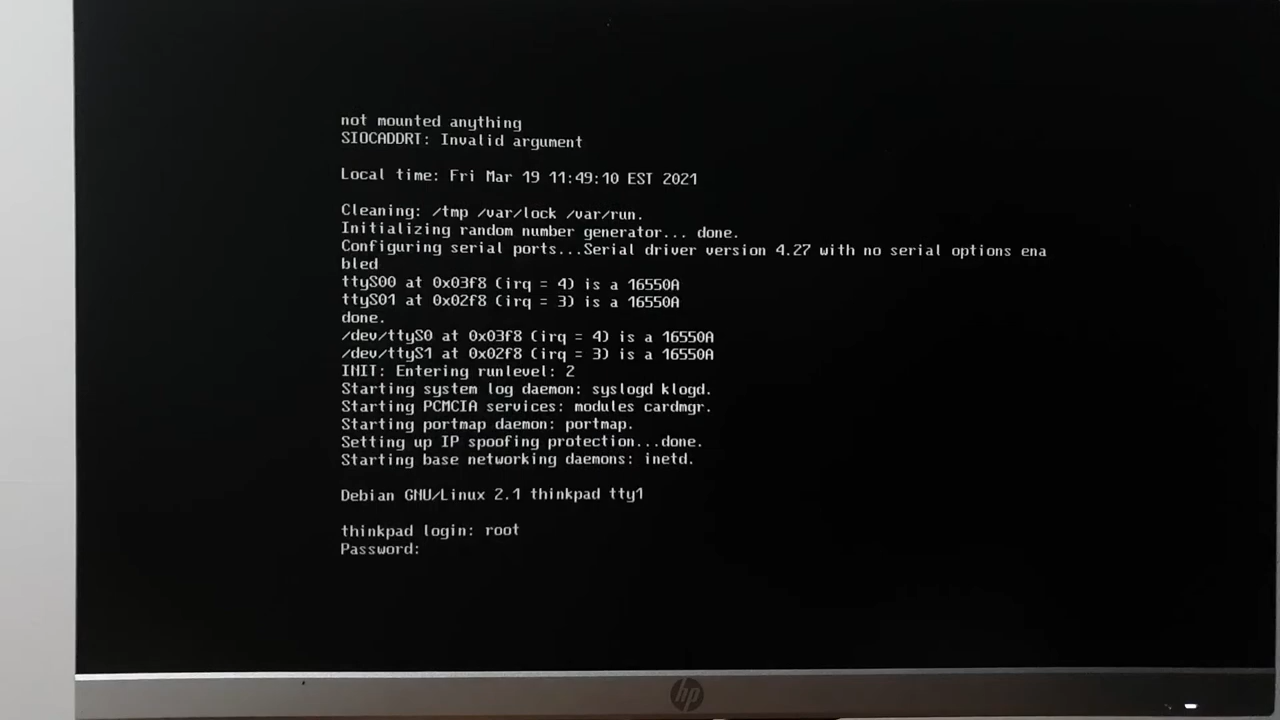 not mounted anything
SIOCADDRT: Invalid argument
Local time: Fri Mar 19 11:49:10 EST 2021
Cleaning: /tmp /var/lock /var/run.
Initializing random number generator... done.
Configuring serial ports...Serial driver version 4.27 with no serial options ena
bled
ttyS00 at 0x03f8 (irq = 4) is a 16550A
ttyS01 at 0x02f8 (irq = 3) is a 16550A
done.
/dev/ttyS0 at 0x03f8 (irq = 4) is a 16550A
/dev/ttyS1 at 0x02f8 (irq = 3) is a 16550A
INIT: Entering runlevel: 2
Starting system log daemon: syslogd klogd.
Starting PCMCIA services: modules cardmgr.
Starting portmap daemon: portmap.
Setting up IP spoofing protection...done.
Starting base networking daemons: inetd.
Debian GNU/Linux 2.1 thinkpad tty1
thinkpad login: root
Password:
hp